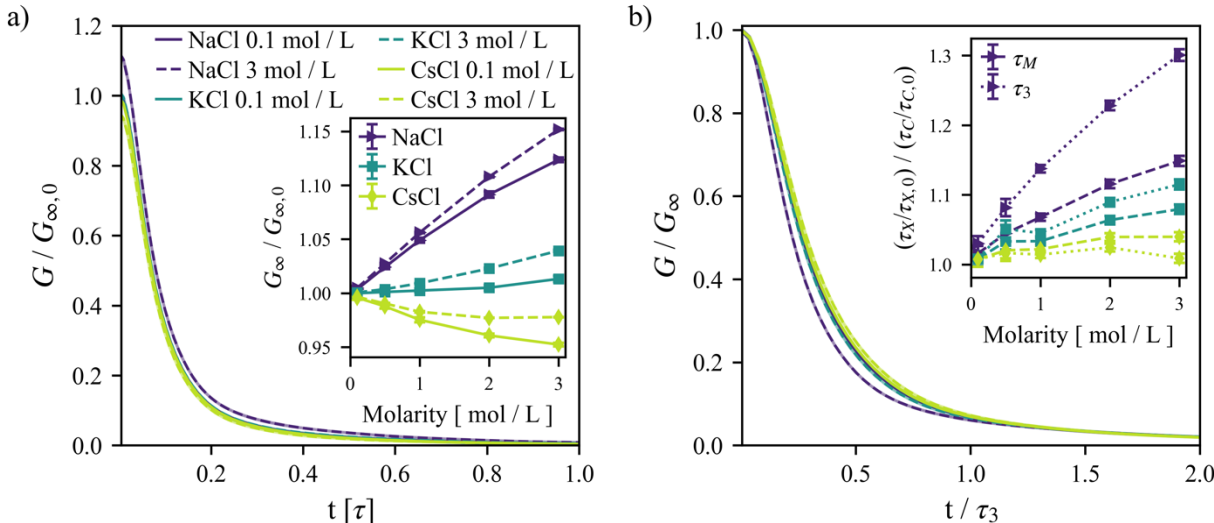 a)
1.2
1.0
0.8
0.6
0.4
0.2
0.0
G / G∞,0
NaCl 0.1 mol / L
NaCl 3 mol / L
KCl 0.1 mol / L
KCl 3 mol / L
CsCl 0.1 mol / L
CsCl 3 mol / L
NaCl
KCl
CsCl
1.15
1.10
1.05
1.00
0.95
G∞ / G∞,0
0 1 2 3
Molarity [ mol / L ]
0.2 0.4 0.6 0.8 1.0
t [τ]
b)
1.0
0.8
0.6
0.4
0.2
0.0
G / G∞
τM
τ3
1.3
1.2
1.1
1.0
(τX/τX,0) / (τC/τC,0)
0 1 2 3
Molarity [ mol / L ]
0.5 1.0 1.5 2.0
t / τ3